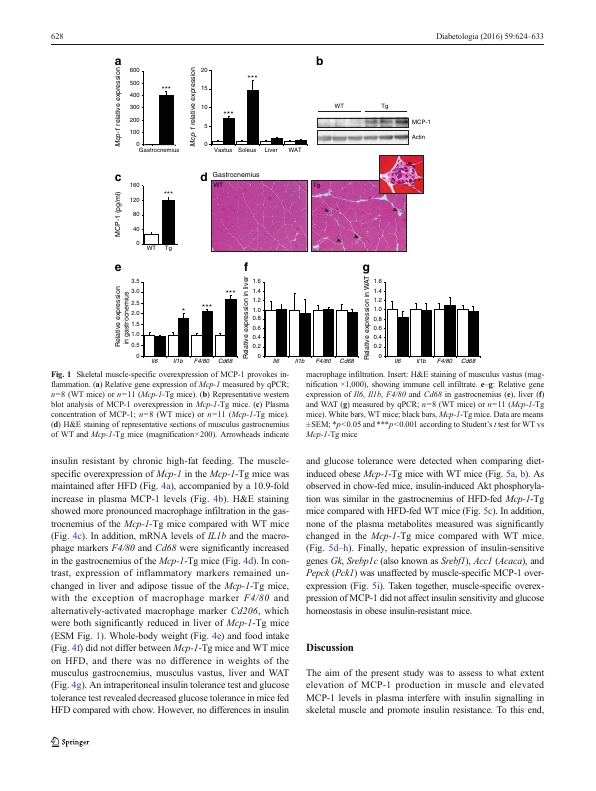 628
Diabetologia (2016) 59:624–633
a
b
Mcp-1 relative expression
600
500
400
300
200
100
0
***
Gastrocnemius
Mcp-1 relative expression
20
15
10
5
0
***
***
Vastus Soleus Liver WAT
WT Tg
MCP-1
Actin
c
d
MCP-1 (pg/ml)
160
120
80
40
0
***
WT Tg
Gastrocnemius
WT
Tg
e
f
g
Relative expression
in gastrocnemius
3.5
3.0
2.5
2.0
1.5
1.0
0.5
0
*
***
***
Il6 Il1b F4/80 Cd68
Relative expression in liver
1.6
1.4
1.2
1.0
0.8
0.6
0.4
0.2
0
Il6 Il1b F4/80 Cd68
Relative expression in WAT
1.6
1.4
1.2
1.0
0.8
0.6
0.4
0.2
0
Il6 Il1b F4/80 Cd68
Fig. 1 Skeletal muscle-specific overexpression of MCP-1 provokes in-
flammation. (a) Relative gene expression of Mcp-1 measured by qPCR;
n=8 (WT mice) or n=11 (Mcp-1-Tg mice). (b) Representative western
blot analysis of MCP-1 overexpression in Mcp-1-Tg mice. (c) Plasma
concentration of MCP-1; n=8 (WT mice) or n=11 (Mcp-1-Tg mice).
(d) H&E staining of representative sections of musculus gastrocnemius
of WT and Mcp-1-Tg mice (magnification×200). Arrowheads indicate
macrophage infiltration. Insert: H&E staining of musculus vastus (mag-
nification ×1,000), showing immune cell infiltrate. e–g: Relative gene
expression of Il6, Il1b, F4/80 and Cd68 in gastrocnemius (e), liver (f)
and WAT (g) measured by qPCR; n=8 (WT mice) or n=11 (Mcp-1-Tg
mice). White bars, WT mice; black bars, Mcp-1-Tg mice. Data are means
±SEM; *p<0.05 and ***p<0.001 according to Student's t test for WT vs
Mcp-1-Tg mice
insulin resistant by chronic high-fat feeding. The muscle-
specific overexpression of Mcp-1 in the Mcp-1-Tg mice was
maintained after HFD (Fig. 4a), accompanied by a 10.9-fold
increase in plasma MCP-1 levels (Fig. 4b). H&E staining
showed more pronounced macrophage infiltration in the gas-
trocnemius of the Mcp-1-Tg mice compared with WT mice
(Fig. 4c). In addition, mRNA levels of IL1b and the macro-
phage markers F4/80 and Cd68 were significantly increased
in the gastrocnemius of the Mcp-1-Tg mice (Fig. 4d). In con-
trast, expression of inflammatory markers remained un-
changed in liver and adipose tissue of the Mcp-1-Tg mice,
with the exception of macrophage marker F4/80 and
alternatively-activated macrophage marker Cd206, which
were both significantly reduced in liver of Mcp-1-Tg mice
(ESM Fig. 1). Whole-body weight (Fig. 4e) and food intake
(Fig. 4f) did not differ between Mcp-1-Tg mice and WT mice
on HFD, and there was no difference in weights of the
musculus gastrocnemius, musculus vastus, liver and WAT
(Fig. 4g). An intraperitoneal insulin tolerance test and glucose
tolerance test revealed decreased glucose tolerance in mice fed
HFD compared with chow. However, no differences in insulin
and glucose tolerance were detected when comparing diet-
induced obese Mcp-1-Tg mice with WT mice (Fig. 5a, b). As
observed in chow-fed mice, insulin-induced Akt phosphoryla-
tion was similar in the gastrocnemius of HFD-fed Mcp-1-Tg
mice compared with HFD-fed WT mice (Fig. 5c). In addition,
none of the plasma metabolites measured was significantly
changed in the Mcp-1-Tg mice compared with WT mice.
(Fig. 5d–h). Finally, hepatic expression of insulin-sensitive
genes Gk, Srebp1c (also known as Srebf1), Acc1 (Acaca), and
Pepck (Pck1) was unaffected by muscle-specific MCP-1 over-
expression (Fig. 5i). Taken together, muscle-specific overex-
pression of MCP-1 did not affect insulin sensitivity and glucose
homeostasis in obese insulin-resistant mice.
Discussion
The aim of the present study was to assess to what extent
elevation of MCP-1 production in muscle and elevated
MCP-1 levels in plasma interfere with insulin signalling in
skeletal muscle and promote insulin resistance. To this end,
Springer